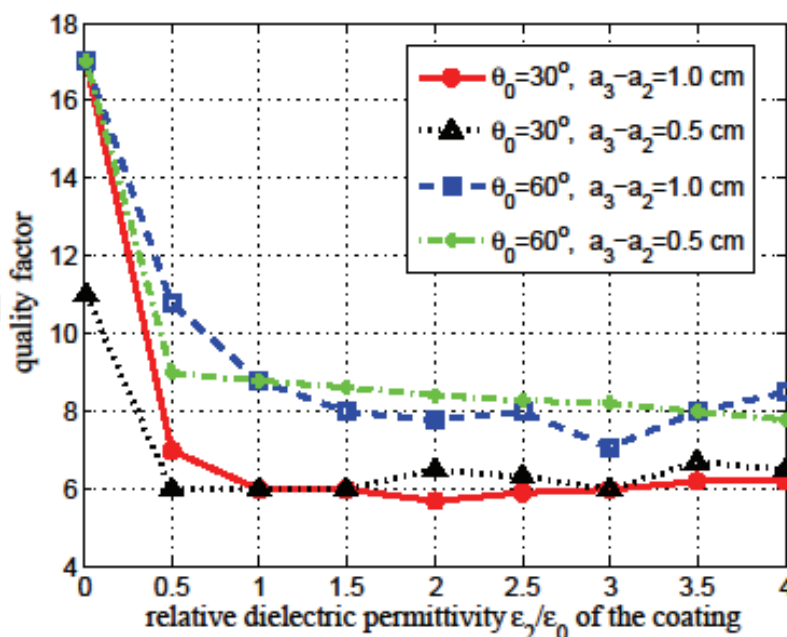 18
16
14
12
10
8
6
4
quality factor
θ₀=30°, a₃−a₂=1.0 cm
θ₀=30°, a₃−a₂=0.5 cm
θ₀=60°, a₃−a₂=1.0 cm
θ₀=60°, a₃−a₂=0.5 cm
0 0.5 1 1.5 2 2.5 3 3.5 4
relative dielectric permittivity ε₂/ε₀ of the coating